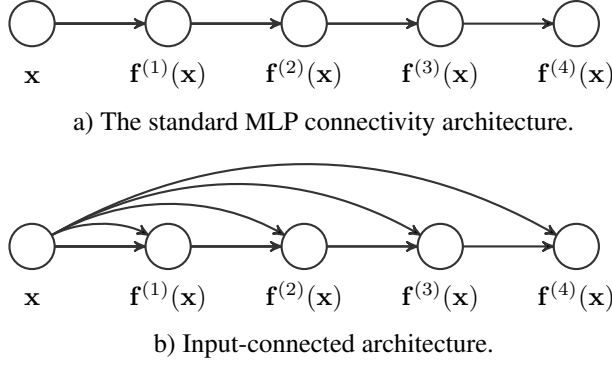 x f⁽¹⁾(x) f⁽²⁾(x) f⁽³⁾(x) f⁽⁴⁾(x)
a) The standard MLP connectivity architecture.
x f⁽¹⁾(x) f⁽²⁾(x) f⁽³⁾(x) f⁽⁴⁾(x)
b) Input-connected architecture.